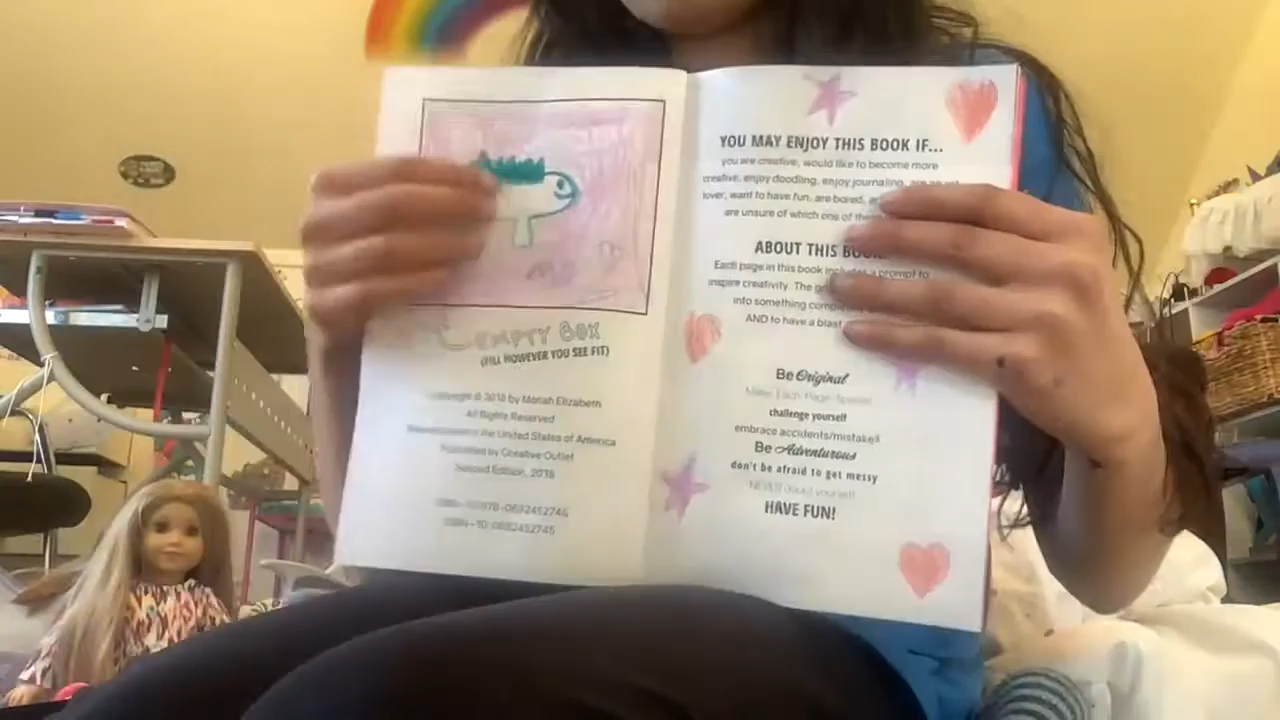 EMPTY BOX
(FILL HOWEVER YOU SEE FIT)
Copyright © 2018 by Moriah Elizabeth
All Rights Reserved
in the United States of America
Published by Creative Outlet
Second Edition, 2018
0692452745
YOU MAY ENJOY THIS BOOK IF...
you are creative, would like to become more
creative, enjoy doodling, enjoy journaling, are an
lover, want to have fun, are bored,
are unsure of which one of
ABOUT THIS BOOK
Each page in this book includes a prompt to
inspire creativity. The
into something
AND to have a blast
Be Original
Make Each Page Special
challenge yourself
embrace accidents/mistakes
Be Adventurous
don't be afraid to get messy
NEVER doubt yourself
HAVE FUN!